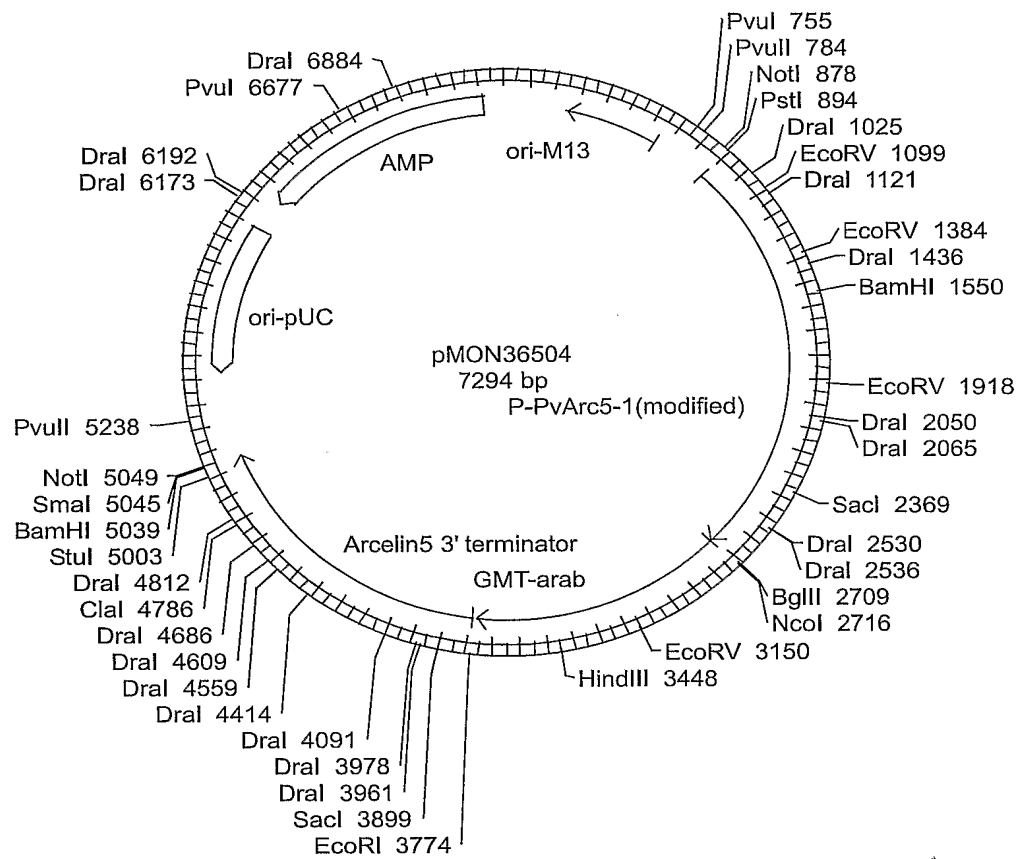 PvuI 755
PvuII 784
NotI 878
PstI 894
DraI 1025
EcoRV 1099
DraI 1121
EcoRV 1384
DraI 1436
BamHI 1550
EcoRV 1918
DraI 2050
DraI 2065
SacI 2369
DraI 2530
DraI 2536
BglII 2709
NcoI 2716
EcoRV 3150
HindIII 3448
EcoRI 3774
SacI 3899
DraI 3961
DraI 3978
DraI 4091
DraI 4414
DraI 4559
DraI 4609
DraI 4686
ClaI 4786
DraI 4812
StuI 5003
BamHI 5039
SmaI 5045
NotI 5049
PvuII 5238
DraI 6173
DraI 6192
PvuI 6677
DraI 6884
AMP
ori-M13
ori-pUC
pMON36504
7294 bp
P-PvArc5-1(modified)
Arcelin5 3' terminator
GMT-arab